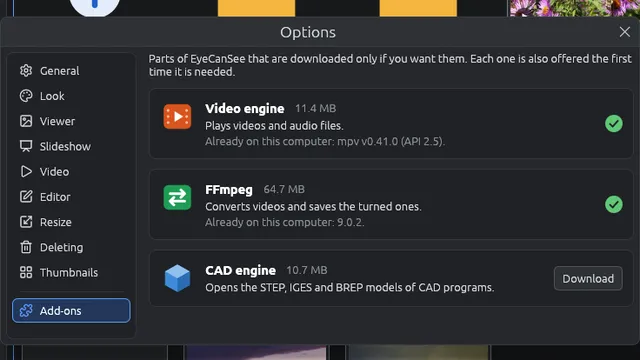 Options
Parts of EyeCanSee that are downloaded only if you want them. Each one is also offered the first
time it is needed.
General
Look
Viewer
Slideshow
Video
Editor
Resize
Deleting
Thumbnails
Add-ons
Video engine 11.4 MB
Plays videos and audio files.
Already on this computer: mpv v0.41.0 (API 2.5).
FFmpeg 64.7 MB
Converts videos and saves the turned ones.
Already on this computer: 9.0.2.
CAD engine 10.7 MB
Opens the STEP, IGES and BREP models of CAD programs.
Download